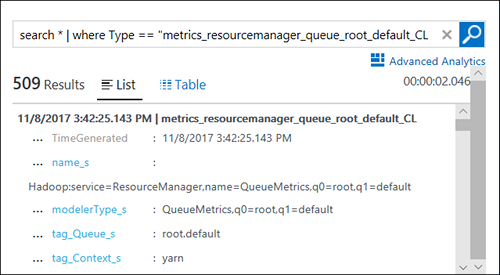 search * | where Type == "metrics_resourcemanager_queue_root_default_CL
Advanced Analytics
509 Results List Table 00:00:02.046
11/8/2017 3:42:25.143 PM | metrics_resourcemanager_queue_root_default_CL
... TimeGenerated : 11/8/2017 3:42:25.143 PM
... name_s :
Hadoop:service=ResourceManager,name=QueueMetrics,q0=root,q1=default
... modelerType_s : QueueMetrics,q0=root,q1=default
... tag_Queue_s : root.default
... tag_Context_s : yarn